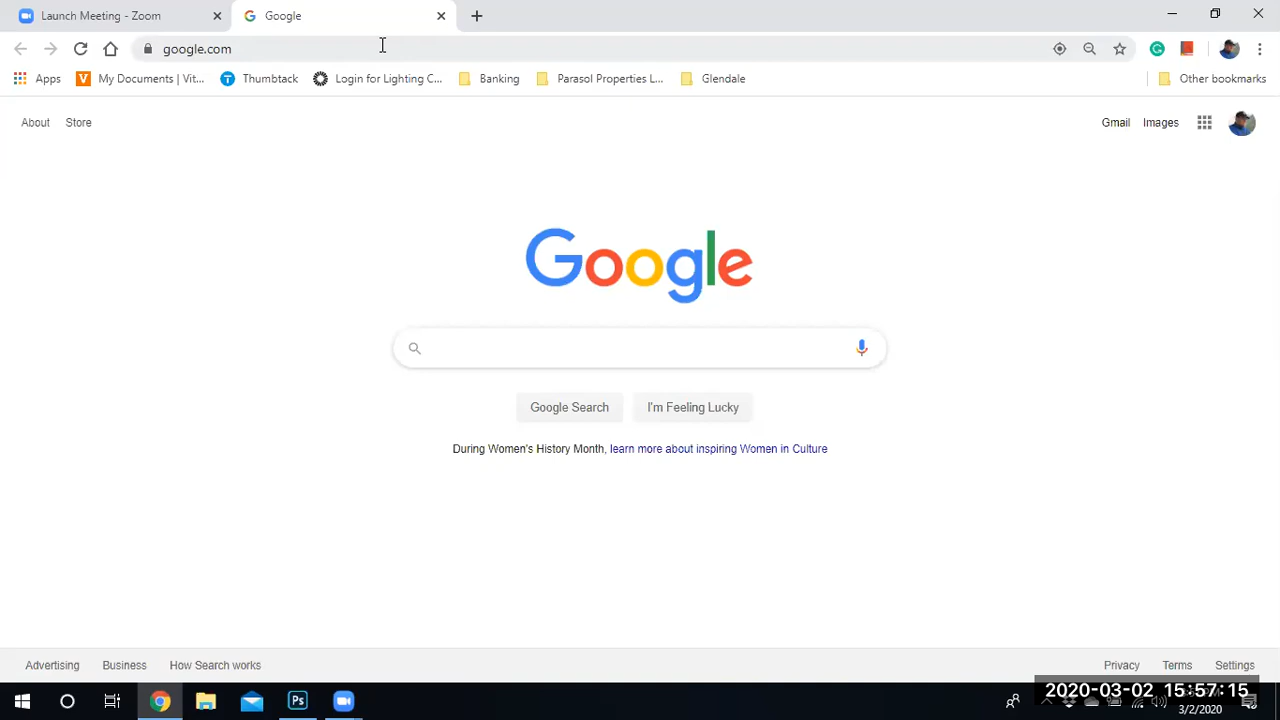 Launch Meeting - Zoom
Google
google.com
Apps
My Documents | Vit...
Thumbtack
Login for Lighting C...
Banking
Parasol Properties L...
Glendale
Other bookmarks
About
Store
Gmail
Images
Google
Google Search
I'm Feeling Lucky
During Women's History Month, learn more about inspiring Women in Culture
Advertising
Business
How Search works
Privacy
Terms
Settings
Ps
2020-03-02 15:57:15
3/2/2020